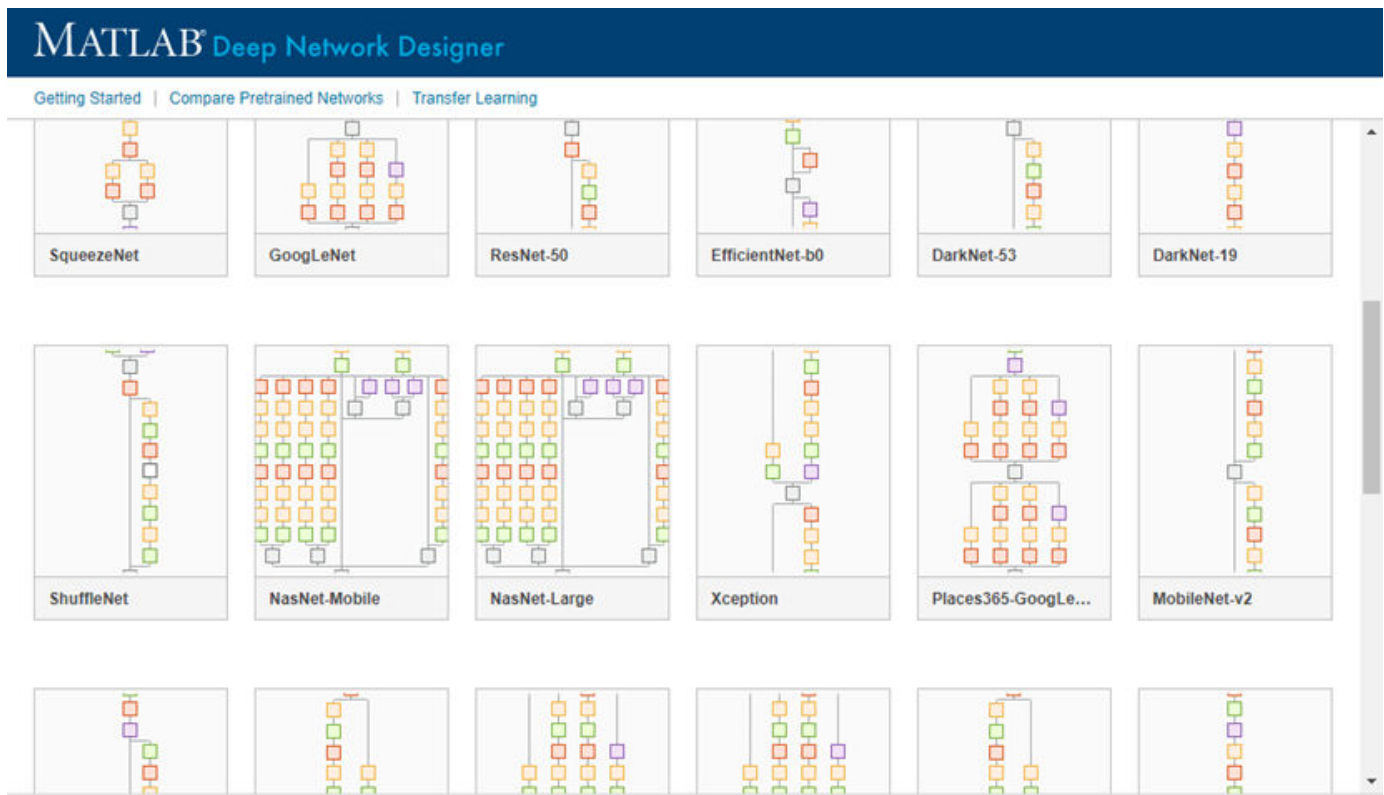 MATLAB® Deep Network Designer
Getting Started | Compare Pretrained Networks | Transfer Learning
SqueezeNet GoogLeNet ResNet-50 EfficientNet-b0 DarkNet-53 DarkNet-19
ShuffleNet NasNet-Mobile NasNet-Large Xception Places365-GoogLe... MobileNet-v2